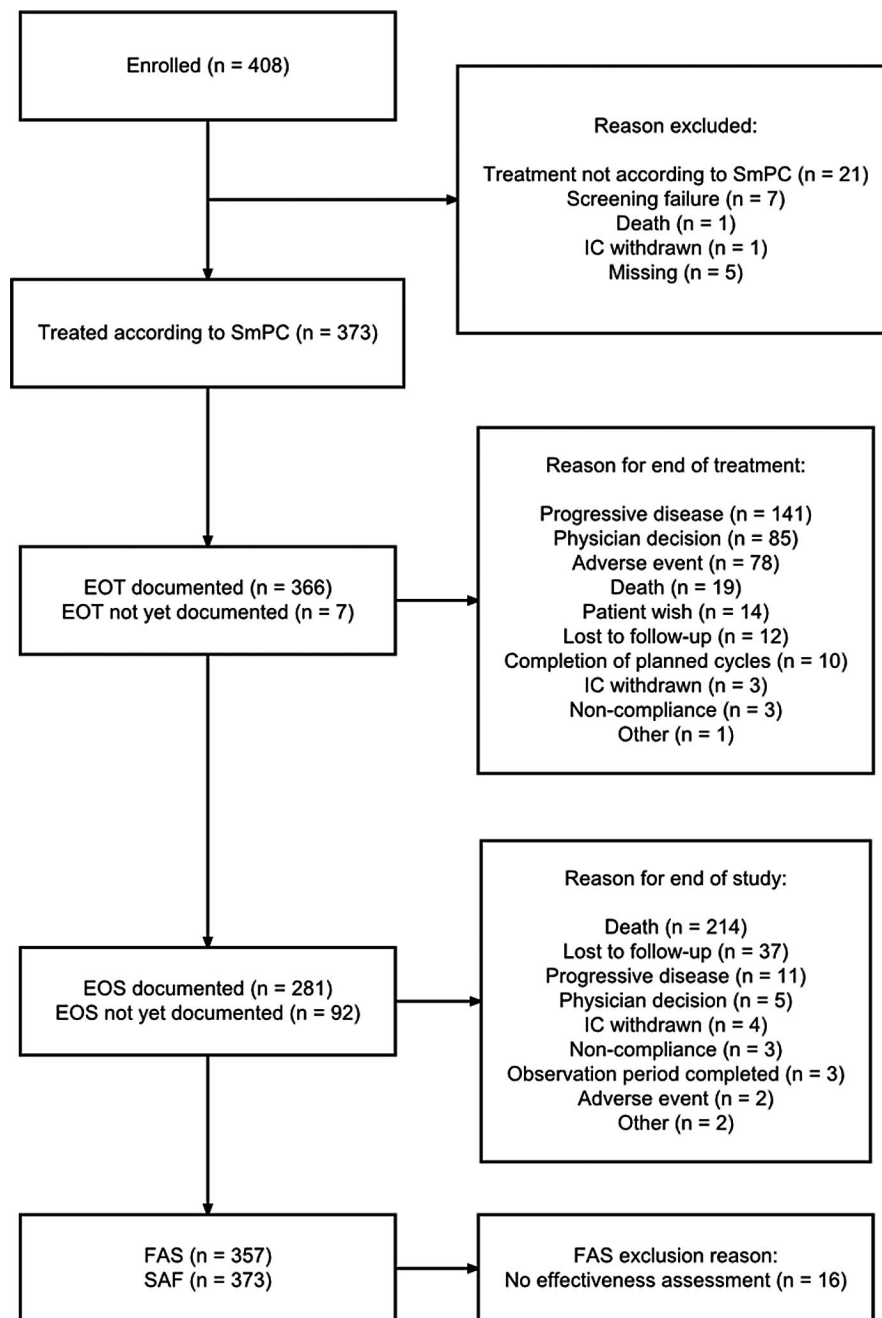 Enrolled (n = 408)
Reason excluded:
Treatment not according to SmPC (n = 21)
Screening failure (n = 7)
Death (n = 1)
IC withdrawn (n = 1)
Missing (n = 5)
Treated according to SmPC (n = 373)
Reason for end of treatment:
Progressive disease (n = 141)
Physician decision (n = 85)
Adverse event (n = 78)
Death (n = 19)
Patient wish (n = 14)
Lost to follow-up (n = 12)
Completion of planned cycles (n = 10)
IC withdrawn (n = 3)
Non-compliance (n = 3)
Other (n = 1)
EOT documented (n = 366)
EOT not yet documented (n = 7)
Reason for end of study:
Death (n = 214)
Lost to follow-up (n = 37)
Progressive disease (n = 11)
Physician decision (n = 5)
IC withdrawn (n = 4)
Non-compliance (n = 3)
Observation period completed (n = 3)
Adverse event (n = 2)
Other (n = 2)
EOS documented (n = 281)
EOS not yet documented (n = 92)
FAS (n = 357)
SAF (n = 373)
FAS exclusion reason:
No effectiveness assessment (n = 16)